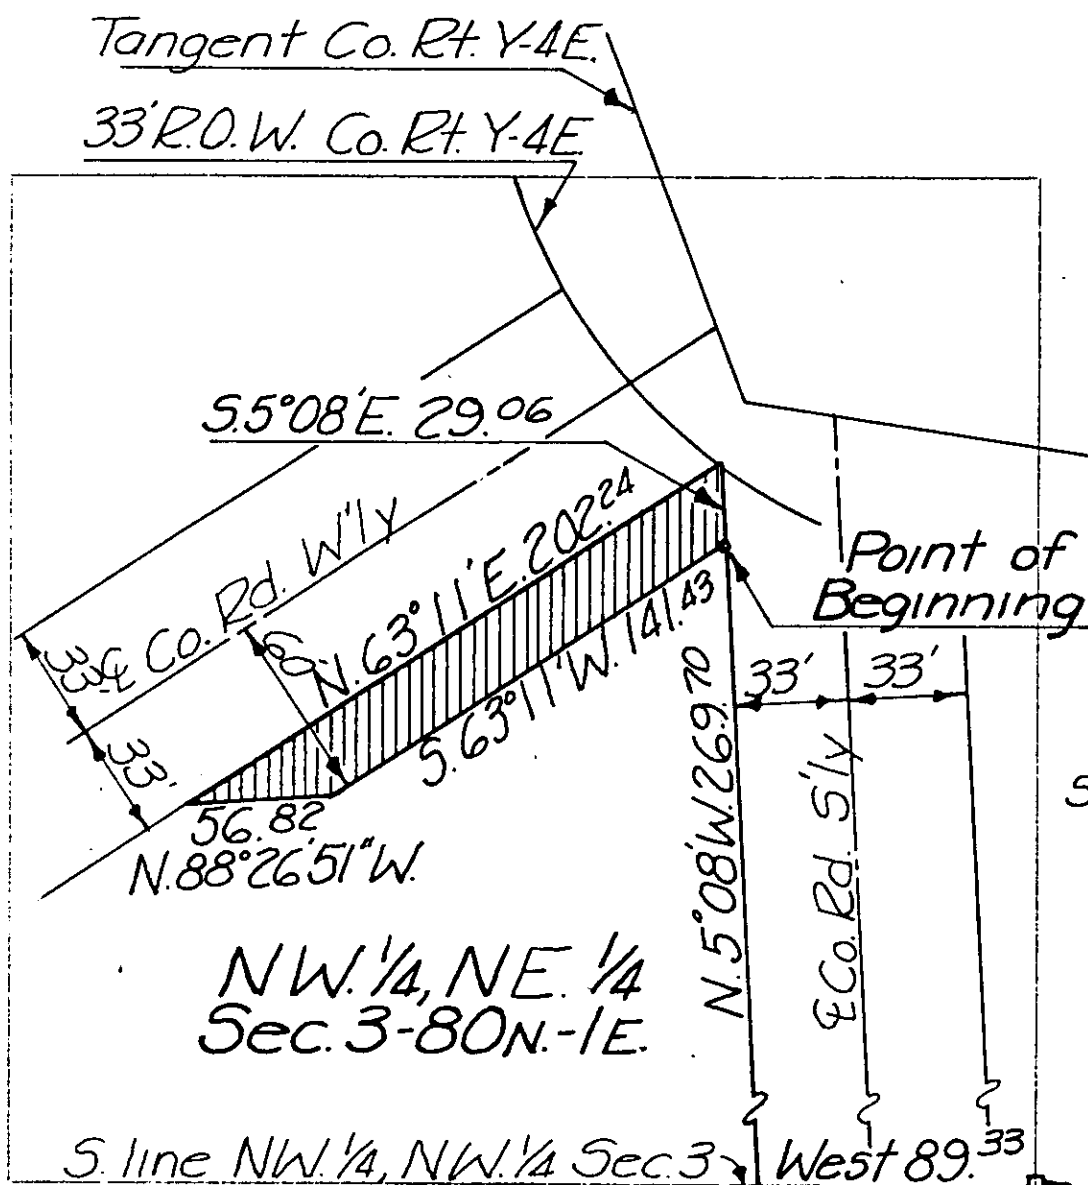 Tangent Co. Rt. Y-4E.
33' R.O.W. Co. Rt. Y-4E.
S.5°08'E. 29.06
℄ Co. Rd. W'ly
N.63°11'E.202.24
60'
33'
33'
S.63°11'W.141.43
56.82
N.88°26'51"W.
Point of
Beginning
33'
33'
N.5°08'W.269.70
℄ Co. Rd. S'ly
S
NW.1/4, NE.1/4
Sec.3-80N.-1E.
S. line NW.1/4, NW.1/4 Sec.3
West 89.33